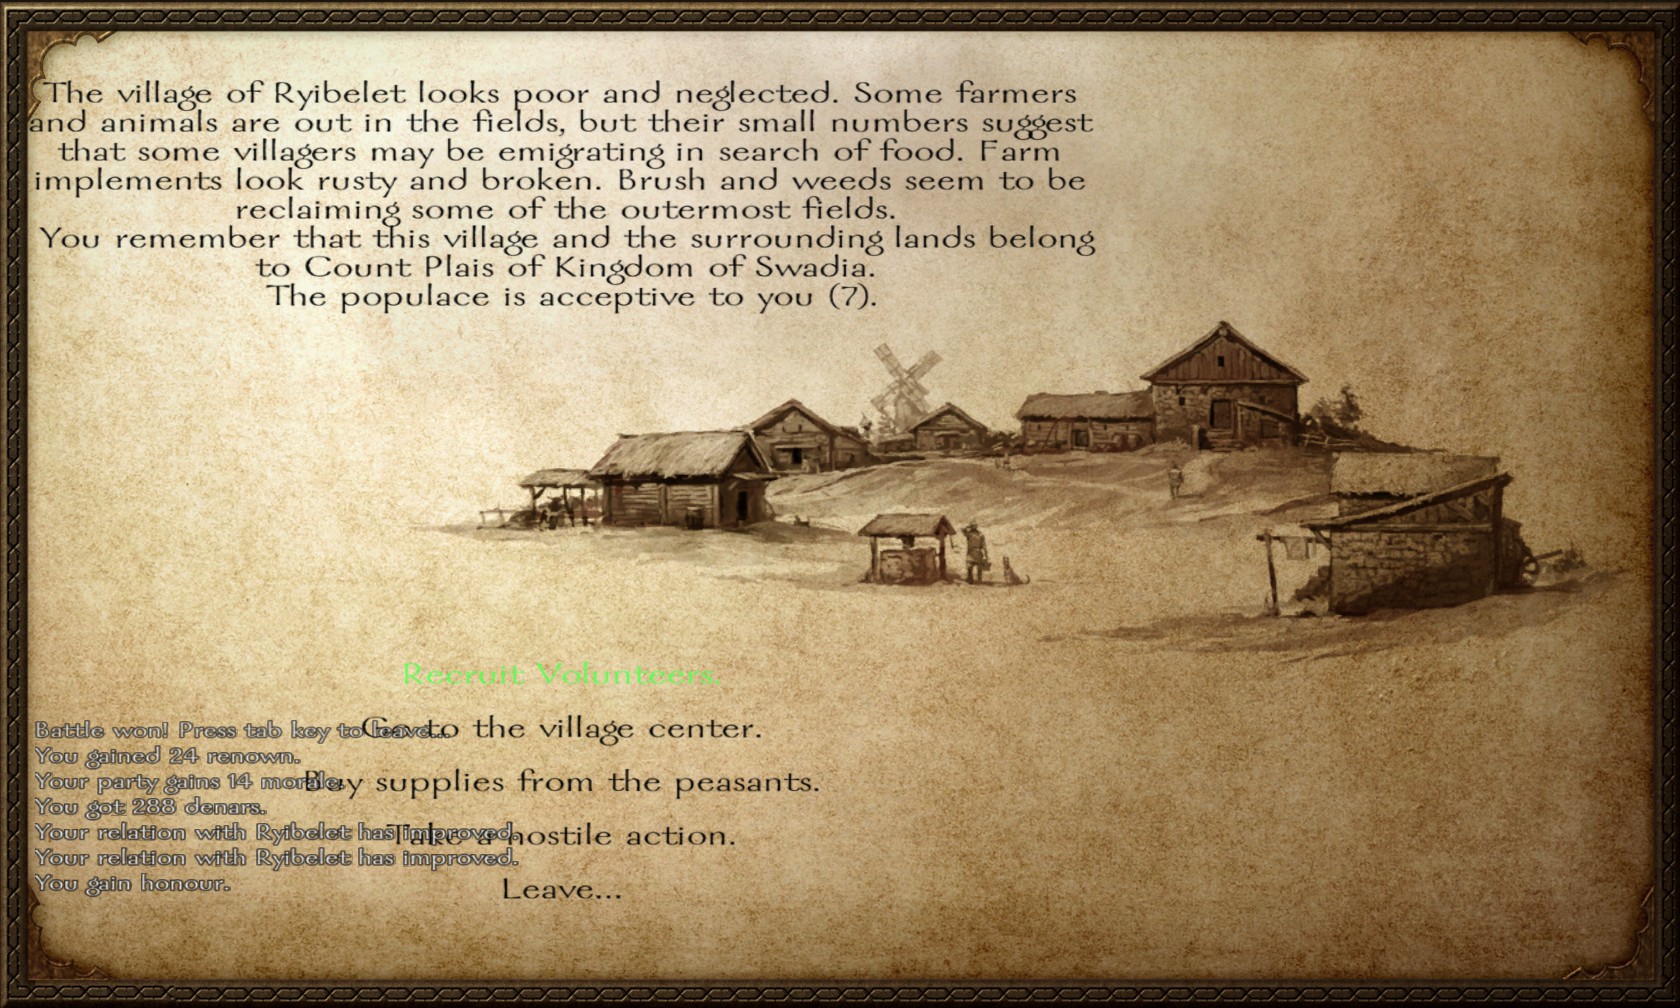 The village of Ryibelet looks poor and neglected. Some farmers
and animals are out in the fields, but their small numbers suggest
that some villagers may be emigrating in search of food. Farm
implements look rusty and broken. Brush and weeds seem to be
reclaiming some of the outermost fields.
You remember that this village and the surrounding lands belong
to Count Plais of Kingdom of Swadia.
The populace is acceptive to you (7).
Recruit Volunteers.
Go to the village center.
Buy supplies from the peasants.
Take a hostile action.
Leave...
Battle won! Press tab key to leave...
You gained 24 renown.
Your party gains 14 morale.
You got 288 denars.
Your relation with Ryibelet has improved.
Your relation with Ryibelet has improved.
You gain honour.